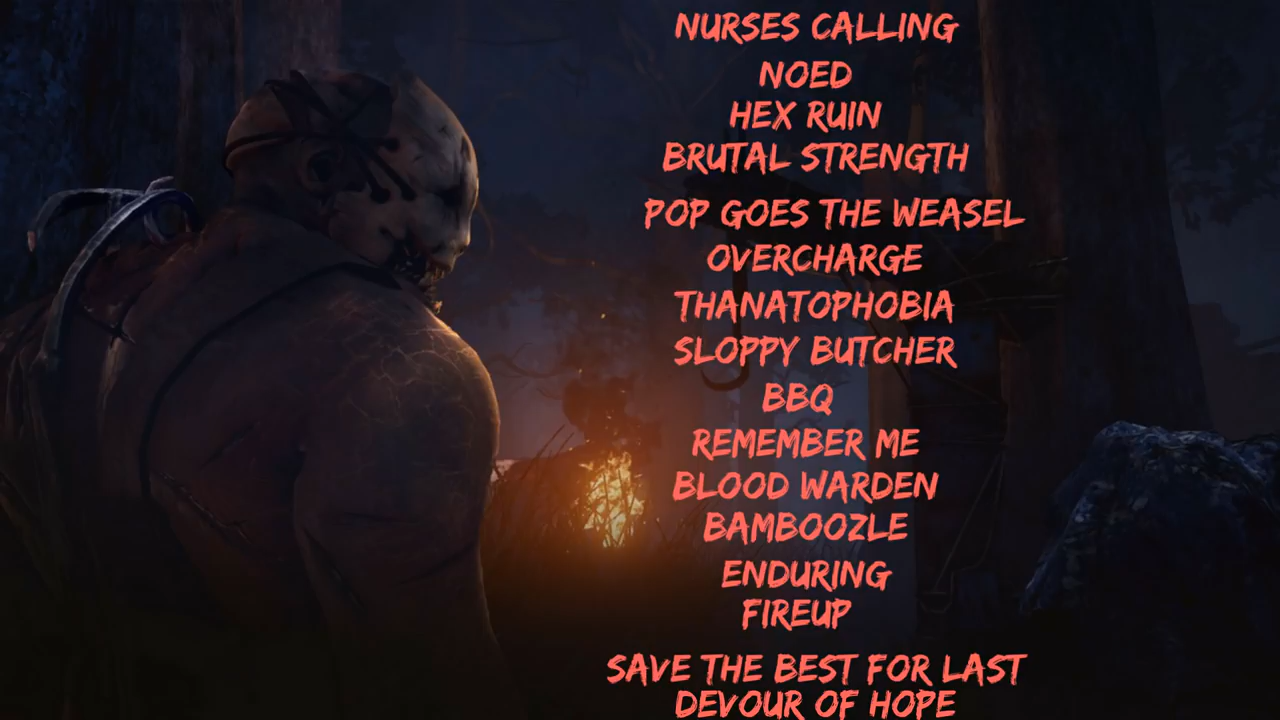 NURSES CALLING
NOED
HEX RUIN
BRUTAL STRENGTH
POP GOES THE WEASEL
OVERCHARGE
THANATOPHOBIA
SLOPPY BUTCHER
BBQ
REMEMBER ME
BLOOD WARDEN
BAMBOOZLE
ENDURING
FIREUP
SAVE THE BEST FOR LAST
DEVOUR OF HOPE